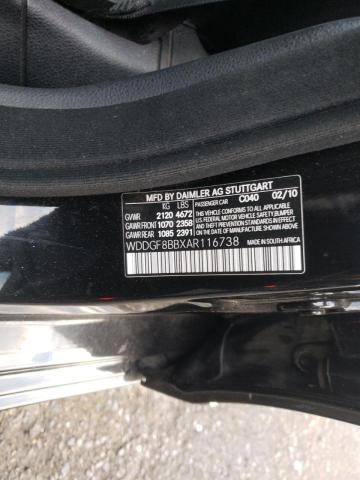 MFD BY
DAIMLER AG STUTTGART
KG LBS PASSENGER CAR C040 02/10
GVWR 2120 4672 THIS VEHICLE CONFORMS TO ALL APPLICABLE
GAWR FRONT 1070 2358 U.S. FEDERAL MOTOR VEHICLE SAFETY, BUMPER,
GAWR REAR 1085 2391 AND THEFT PREVENTION STANDARDS IN EFFECT ON THE DATE OF MANUFACTURE SHOWN ABOVE.
WDDGF8BBXAR116738 MADE IN SOUTH AFRICA